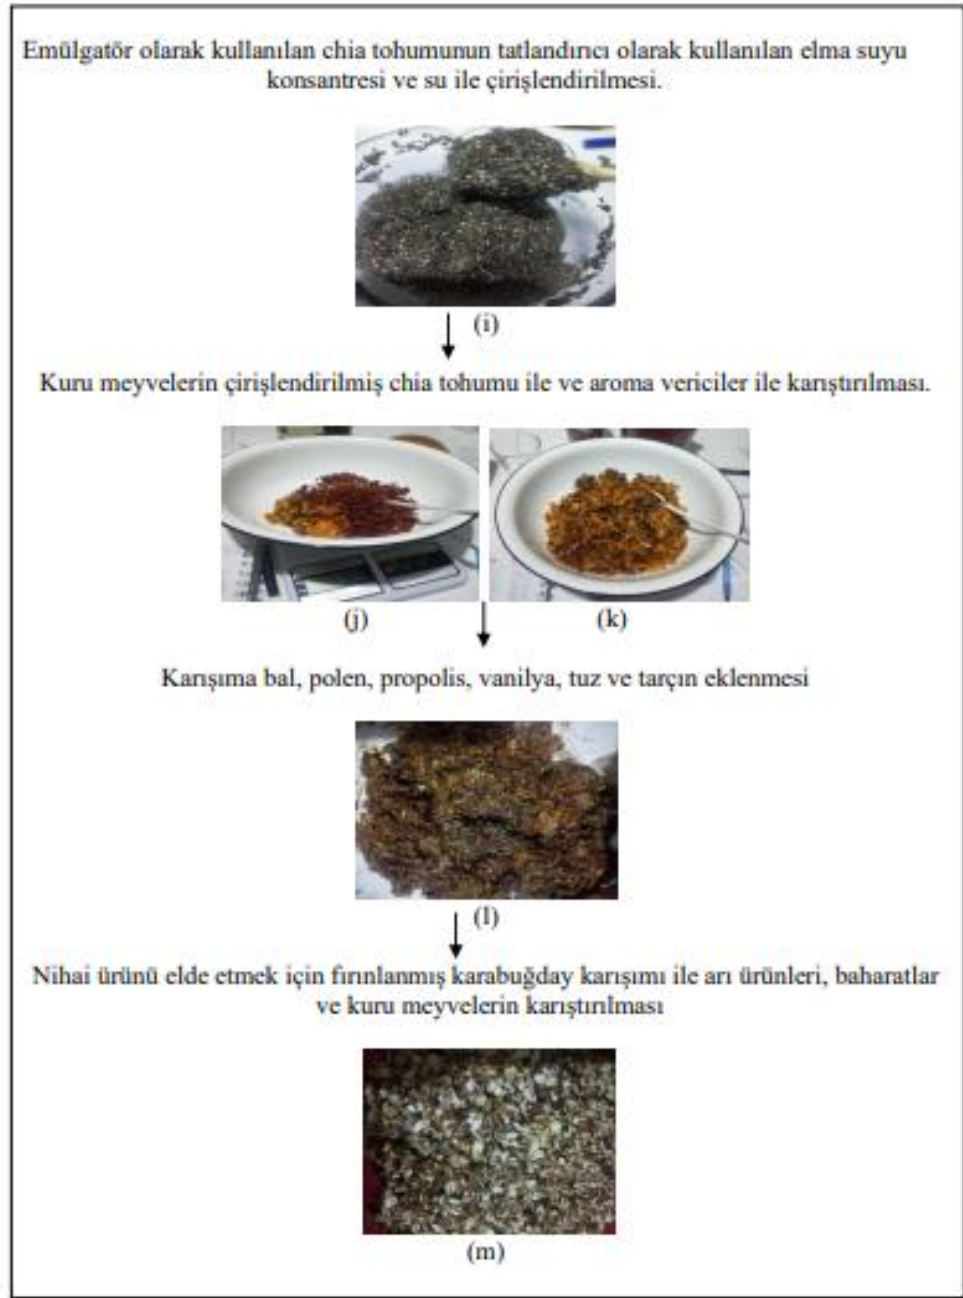 Emülgatör olarak kullanılan chia tohumunun tatlandırıcı olarak kullanılan elma suyu
konsantresi ve su ile çirişlendirilmesi.
(i)
Kuru meyvelerin çirişlendirilmiş chia tohumu ile ve aroma vericiler ile karıştırılması.
(j)
(k)
Karışıma bal, polen, propolis, vanilya, tuz ve tarçın eklenmesi
(l)
Nihai ürünü elde etmek için fırınlanmış karabuğday karışımı ile arı ürünleri, baharatlar
ve kuru meyvelerin karıştırılması
(m)